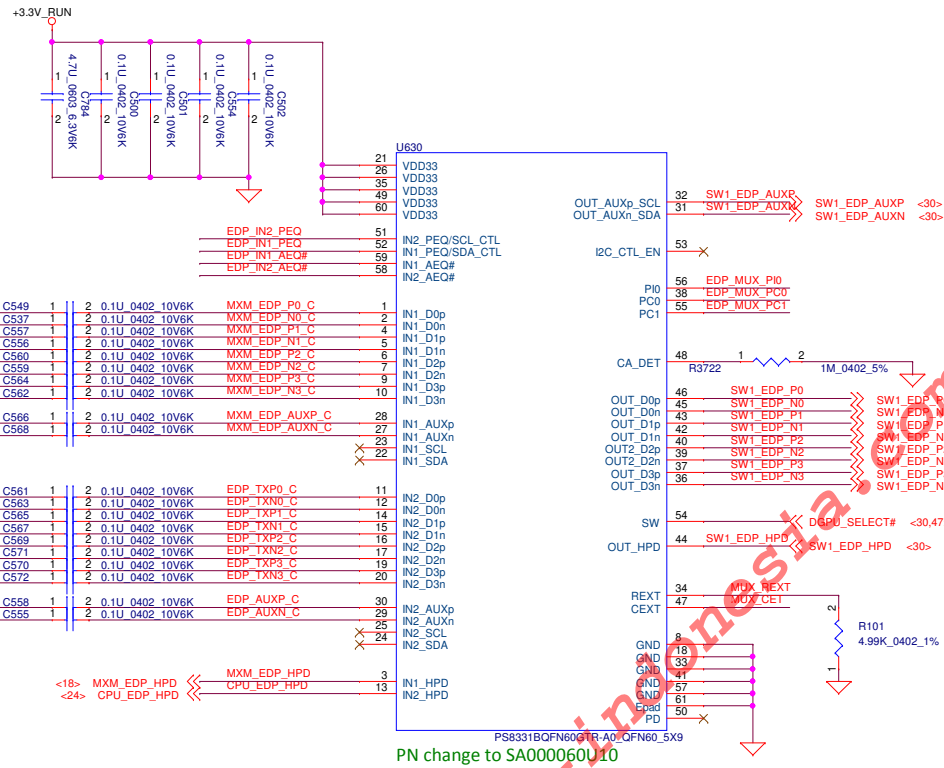 +3.3V_RUN
1 2 4.7U_0603_6.3V6K C784
1 2 0.1U_0402_10V6K C500
1 2 0.1U_0402_10V6K C501
1 2 0.1U_0402_10V6K C554
1 2 0.1U_0402_10V6K C502
U630
21 VDD33
26 VDD33
35 VDD33
49 VDD33
60 VDD33
EDP_IN2_PEQ 51 IN2_PEQ/SCL_CTL
EDP_IN1_PEQ 52 IN1_PEQ/SDA_CTL
EDP_IN1_AEQ# 59 IN1_AEQ#
EDP_IN2_AEQ# 58 IN2_AEQ#
C549 1 2 0.1U_0402_10V6K MXM_EDP_P0_C 1 IN1_D0p
C537 1 2 0.1U_0402_10V6K MXM_EDP_N0_C 2 IN1_D0n
C557 1 2 0.1U_0402_10V6K MXM_EDP_P1_C 4 IN1_D1p
C556 1 2 0.1U_0402_10V6K MXM_EDP_N1_C 5 IN1_D1n
C560 1 2 0.1U_0402_10V6K MXM_EDP_P2_C 6 IN1_D2p
C559 1 2 0.1U_0402_10V6K MXM_EDP_N2_C 7 IN1_D2n
C564 1 2 0.1U_0402_10V6K MXM_EDP_P3_C 9 IN1_D3p
C562 1 2 0.1U_0402_10V6K MXM_EDP_N3_C 10 IN1_D3n
C566 1 2 0.1U_0402_10V6K MXM_EDP_AUXP_C 28 IN1_AUXp
C568 1 2 0.1U_0402_10V6K MXM_EDP_AUXN_C 27 IN1_AUXn
23 IN1_SCL
22 IN1_SDA
C561 1 2 0.1U_0402_10V6K EDP_TXP0_C 11 IN2_D0p
C563 1 2 0.1U_0402_10V6K EDP_TXN0_C 12 IN2_D0n
C565 1 2 0.1U_0402_10V6K EDP_TXP1_C 14 IN2_D1p
C567 1 2 0.1U_0402_10V6K EDP_TXN1_C 15 IN2_D1n
C569 1 2 0.1U_0402_10V6K EDP_TXP2_C 16 IN2_D2p
C571 1 2 0.1U_0402_10V6K EDP_TXN2_C 17 IN2_D2n
C570 1 2 0.1U_0402_10V6K EDP_TXP3_C 19 IN2_D3p
C572 1 2 0.1U_0402_10V6K EDP_TXN3_C 20 IN2_D3n
C558 1 2 0.1U_0402_10V6K EDP_AUXP_C 30 IN2_AUXp
C555 1 2 0.1U_0402_10V6K EDP_AUXN_C 29 IN2_AUXn
25 IN2_SCL
24 IN2_SDA
<18> MXM_EDP_HPD MXM_EDP_HPD 3 IN1_HPD
<24> CPU_EDP_HPD CPU_EDP_HPD 13 IN2_HPD
OUT_AUXp_SCL 32 SW1_EDP_AUXP SW1_EDP_AUXP <30>
OUT_AUXn_SDA 31 SW1_EDP_AUXN SW1_EDP_AUXN <30>
I2C_CTL_EN 53
PI0 56 EDP_MUX_PI0
PC0 38 EDP_MUX_PC0
PC1 55 EDP_MUX_PC1
CA_DET 48 R3722 1 2 1M_0402_5%
OUT_D0p 46 SW1_EDP_P0 SW1_EDP_P
OUT_D0n 45 SW1_EDP_N0 SW1_EDP_N
OUT_D1p 43 SW1_EDP_P1 SW1_EDP_P
OUT_D1n 42 SW1_EDP_N1 SW1_EDP_N
OUT2_D2p 40 SW1_EDP_P2 SW1_EDP_P
OUT2_D2n 39 SW1_EDP_N2 SW1_EDP_N
OUT_D3p 37 SW1_EDP_P3 SW1_EDP_P
OUT_D3n 36 SW1_EDP_N3 SW1_EDP_N
SW 54 DGPU_SELECT# <30,47
OUT_HPD 44 SW1_EDP_HPD SW1_EDP_HPD <30>
REXT 34 MUX_REXT
CEXT 47 MUX_CET
2 R101 4.99K_0402_1% 1
GND 8
GND 18
GND 33
GND 41
GND 57
Epad 61
PD 50
PS8331BQFN60GTR-A0_QFN60_5X9
PN change to SA000060U10
indonesia.com